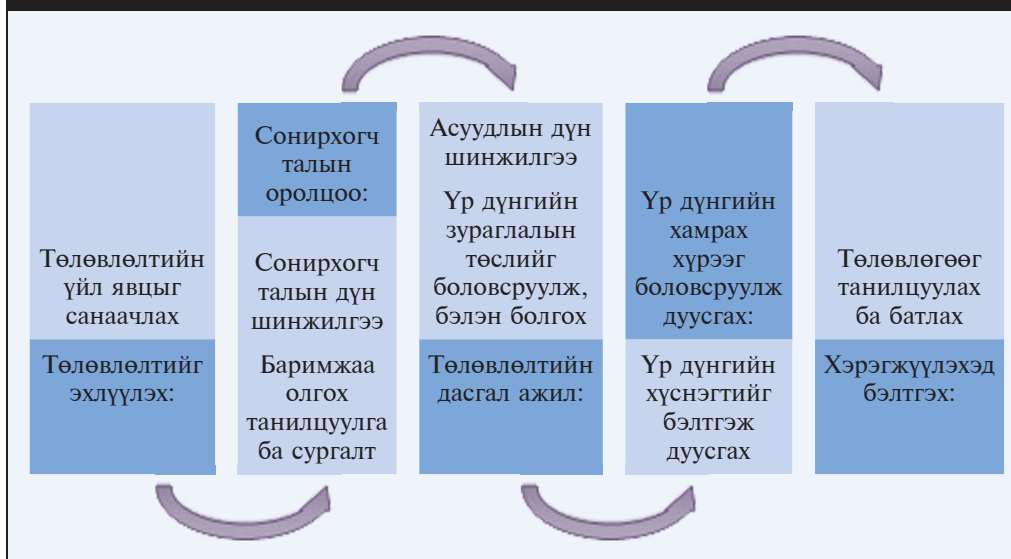 Төлөвлөлтийн
үйл явцыг
санаачлах
Төлөвлөлтийг
эхлүүлэх:
Сонирхогч
талын
оролцоо:
Сонирхогч
талын дүн
шинжилгээ
Баримжаа
олгох
танилцуулга
ба сургалт
Асуудлын дүн
шинжилгээ
Үр дүнгийн
зураглалын
төслийг
боловсруулж,
бэлэн болгох
Төлөвлөлтийн
дасгал ажил:
Үр дүнгийн
хамрах
хүрээг
боловсруулж
дуусгах:
Үр дүнгийн
хүснэгтийг
бэлтгэж
дуусгах
Төлөвлөгөөг
танилцуулах
ба батлах
Хэрэгжүүлэхэд
бэлтгэх: